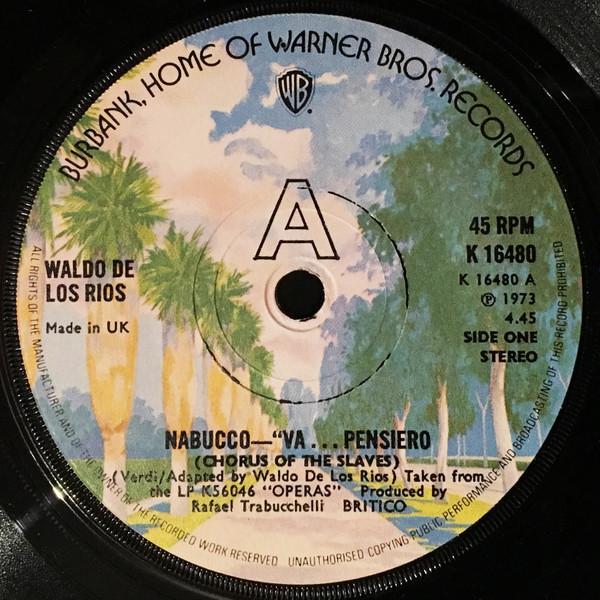 BURBANK, HOME OF WARNER BROS. RECORDS
WB.
A
45 RPM
K 16480
K 16480 A
Ⓟ 1973
4.45
SIDE ONE
STEREO
WALDO DE
LOS RIOS
Made in UK
NABUCCO—“VA... PENSIERO
(CHORUS OF THE SLAVES)
(Verdi/Adapted by Waldo De Los Rios) Taken from
the LP K56046 "OPERAS" Produced by
Rafael Trabucchelli BRITICO
ALL RIGHTS OF THE MANUFACTURER AND OF THE OWNER OF THE RECORDED WORK RESERVED UNAUTHORISED COPYING PUBLIC PERFORMANCE AND BROADCASTING OF THIS RECORD PROHIBITED